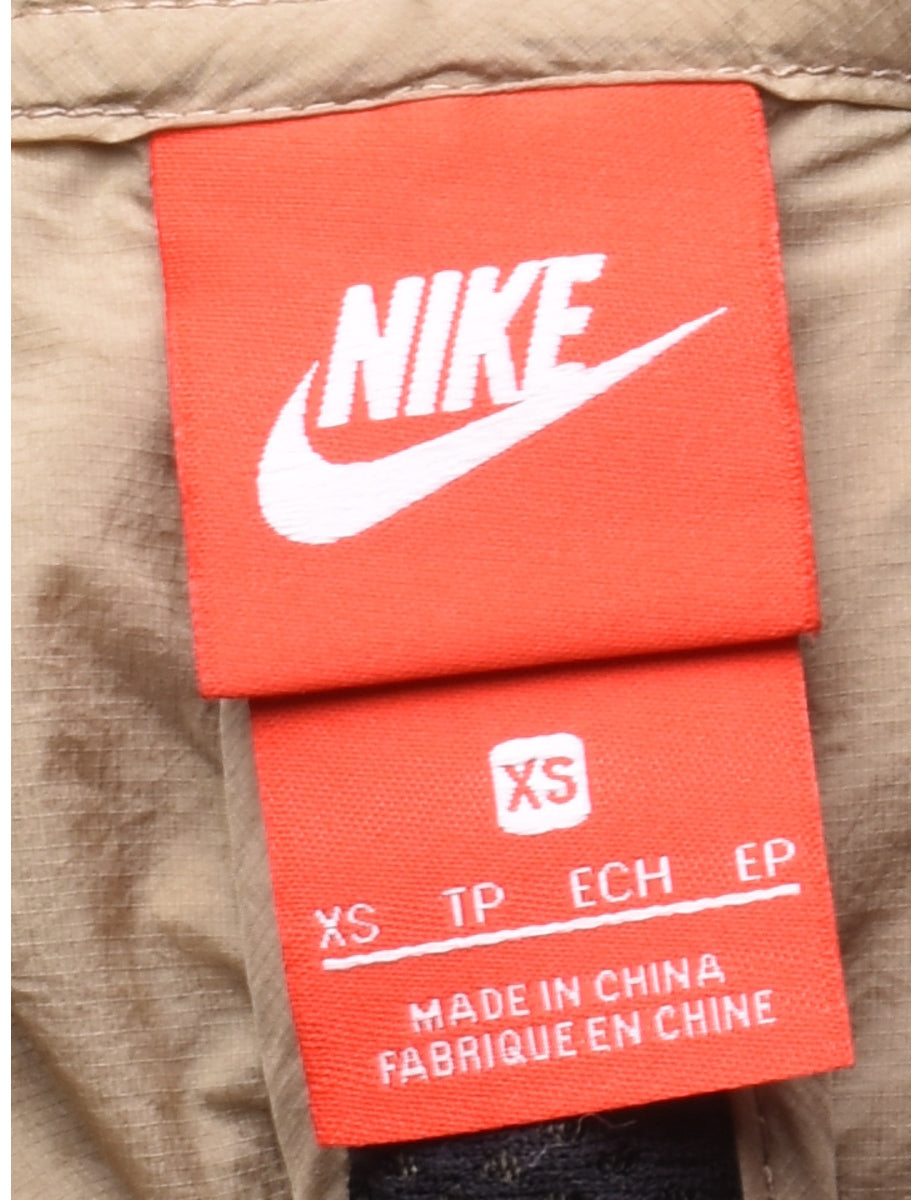 NIKE
XS
XS TP ECH EP
MADE IN CHINA
FABRIQUE EN CHINE